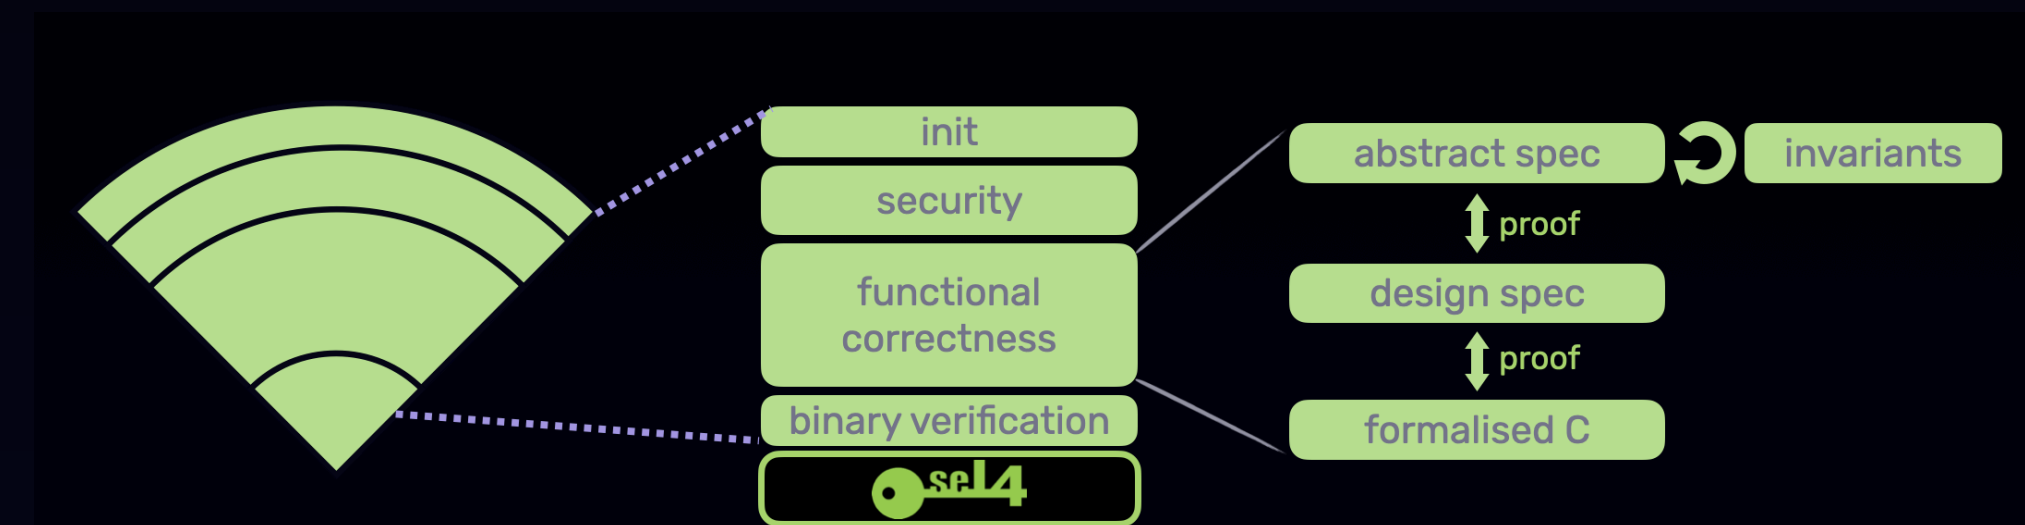 init
security
functional
correctness
binary verification
seL4
abstract spec
invariants
proof
design spec
proof
formalised C